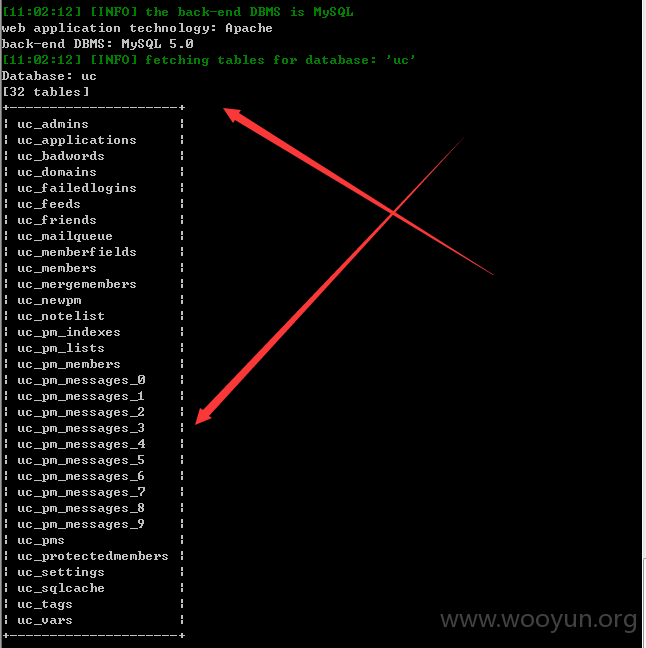 [11:02:12] [INFO] the back-end DBMS is MySQL
web application technology: Apache
back-end DBMS: MySQL 5.0
[11:02:12] [INFO] fetching tables for database: 'uc'
Database: uc
[32 tables]
+---------------------+
| uc_admins |
| uc_applications |
| uc_badwords |
| uc_domains |
| uc_failedlogins |
| uc_feeds |
| uc_friends |
| uc_mailqueue |
| uc_memberfields |
| uc_members |
| uc_mergemembers |
| uc_newpm |
| uc_notelist |
| uc_pm_indexes |
| uc_pm_lists |
| uc_pm_members |
| uc_pm_messages_0 |
| uc_pm_messages_1 |
| uc_pm_messages_2 |
| uc_pm_messages_3 |
| uc_pm_messages_4 |
| uc_pm_messages_5 |
| uc_pm_messages_6 |
| uc_pm_messages_7 |
| uc_pm_messages_8 |
| uc_pm_messages_9 |
| uc_pms |
| uc_protectedmembers |
| uc_settings |
| uc_sqlcache |
| uc_tags |
| uc_vars |
+---------------------+
www.wooyun.org